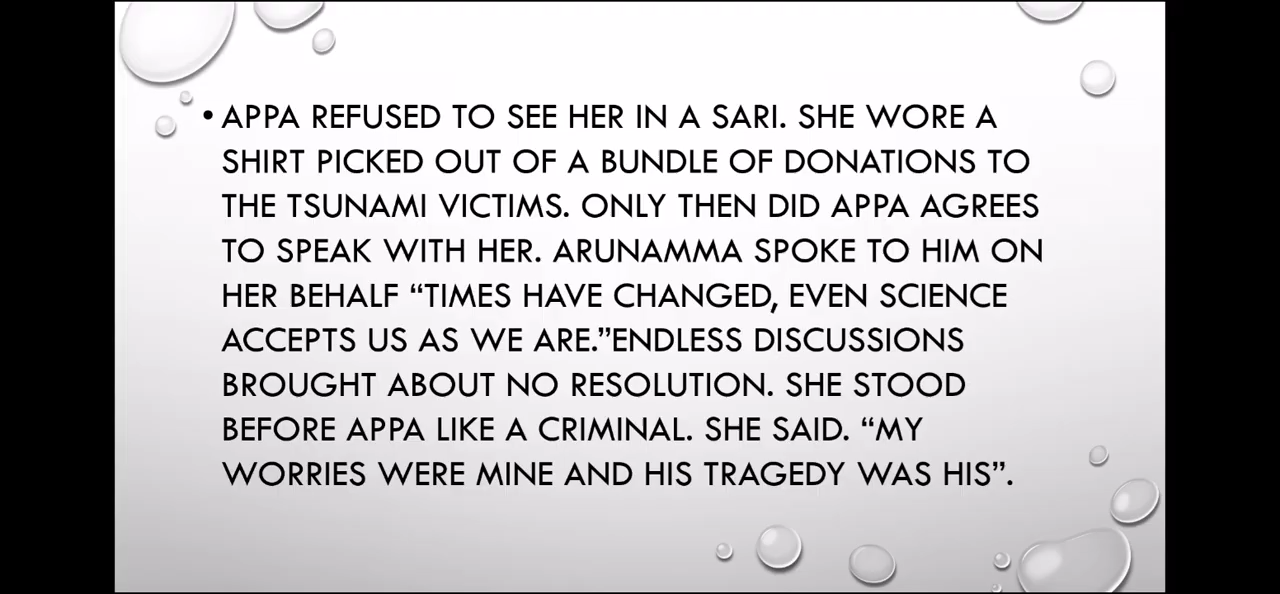 • APPA REFUSED TO SEE HER IN A SARI. SHE WORE A
SHIRT PICKED OUT OF A BUNDLE OF DONATIONS TO
THE TSUNAMI VICTIMS. ONLY THEN DID APPA AGREES
TO SPEAK WITH HER. ARUNAMMA SPOKE TO HIM ON
HER BEHALF “TIMES HAVE CHANGED, EVEN SCIENCE
ACCEPTS US AS WE ARE.”ENDLESS DISCUSSIONS
BROUGHT ABOUT NO RESOLUTION. SHE STOOD
BEFORE APPA LIKE A CRIMINAL. SHE SAID. “MY
WORRIES WERE MINE AND HIS TRAGEDY WAS HIS”.